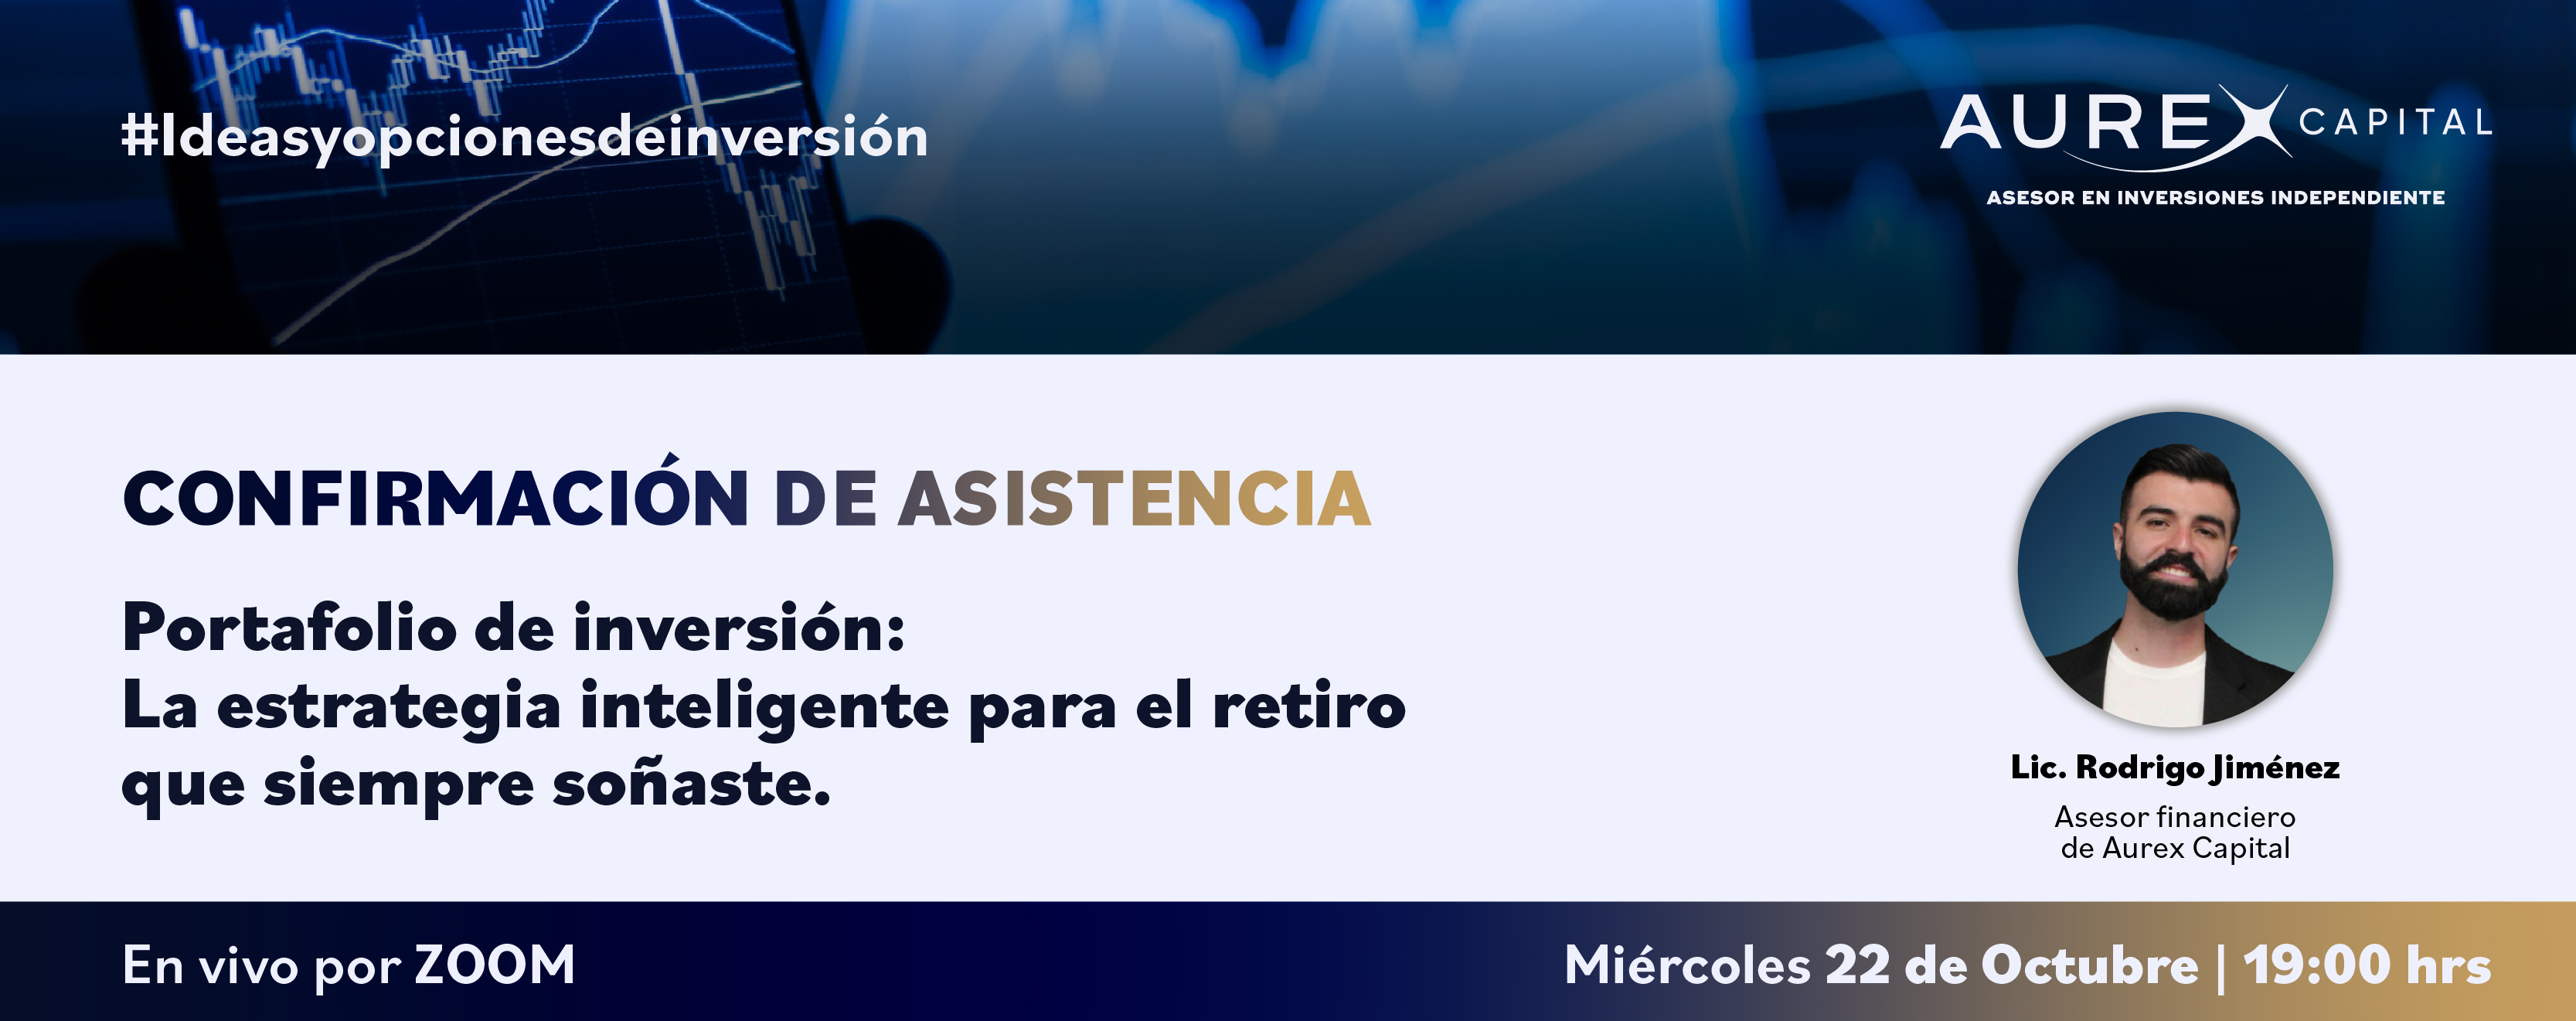 #Ideasyopcionesdeinversión
AUREX CAPITAL
ASESOR EN INVERSIONES INDEPENDIENTE
CONFIRMACIÓN DE ASISTENCIA
Portafolio de inversión:
La estrategia inteligente para el retiro
que siempre soñaste.
Lic. Rodrigo Jiménez
Asesor financiero
de Aurex Capital
En vivo por ZOOM
Miércoles 22 de Octubre | 19:00 hrs